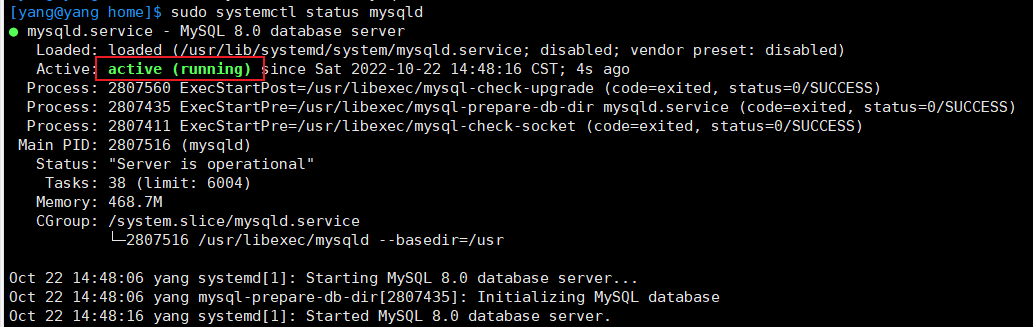 [yang@yang home]$ sudo systemctl status mysqld
● mysqld.service - MySQL 8.0 database server
   Loaded: loaded (/usr/lib/systemd/system/mysqld.service; disabled; vendor preset: disabled)
   Active: active (running) since Sat 2022-10-22 14:48:16 CST; 4s ago
  Process: 2807560 ExecStartPost=/usr/libexec/mysql-check-upgrade (code=exited, status=0/SUCCESS)
  Process: 2807435 ExecStartPre=/usr/libexec/mysql-prepare-db-dir mysqld.service (code=exited, status=0/SUCCESS)
  Process: 2807411 ExecStartPre=/usr/libexec/mysql-check-socket (code=exited, status=0/SUCCESS)
 Main PID: 2807516 (mysqld)
   Status: "Server is operational"
    Tasks: 38 (limit: 6004)
   Memory: 468.7M
   CGroup: /system.slice/mysqld.service
           └─2807516 /usr/libexec/mysqld --basedir=/usr
Oct 22 14:48:06 yang systemd[1]: Starting MySQL 8.0 database server...
Oct 22 14:48:06 yang mysql-prepare-db-dir[2807435]: Initializing MySQL database
Oct 22 14:48:16 yang systemd[1]: Started MySQL 8.0 database server.